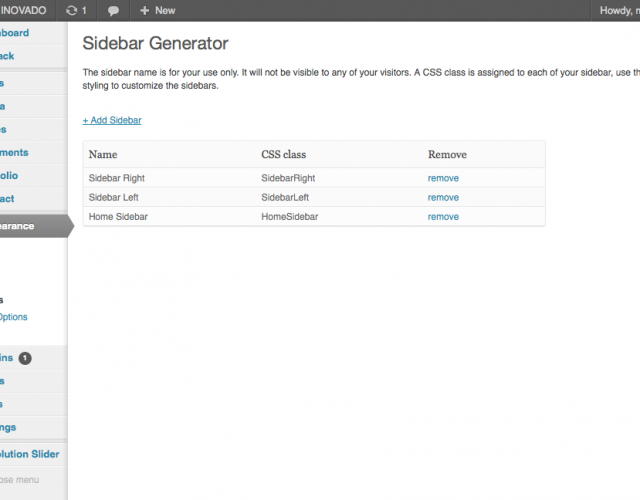 INOVADO 1 + New Howdy, m
board
ack
s
a
es
ments
olio
act
earance
s
Options
ins 1
s
s
ngs
olution Slider
ose menu
Sidebar Generator
The sidebar name is for your use only. It will not be visible to any of your visitors. A CSS class is assigned to each of your sidebar, use th
styling to customize the sidebars.
+ Add Sidebar
Name CSS class Remove
Sidebar Right SidebarRight remove
Sidebar Left SidebarLeft remove
Home Sidebar HomeSidebar remove